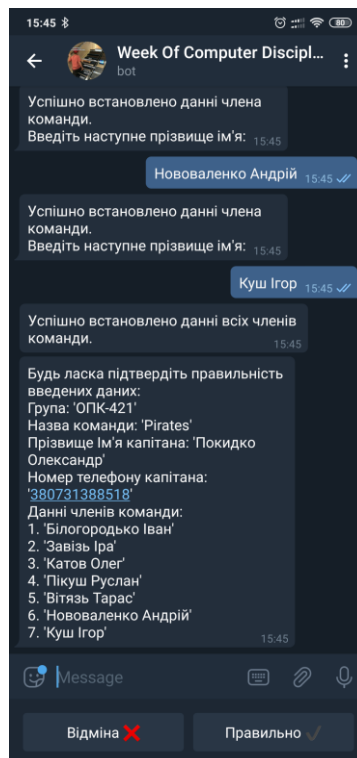 15:45
80
Week Of Computer Discipl...
bot
Успішно встановлено данні члена
команди.
Введіть наступне прізвище ім'я: 15:45
Нововаленко Андрій 15:45
Успішно встановлено данні члена
команди.
Введіть наступне прізвище ім'я: 15:45
Куш Ігор 15:45
Успішно встановлено данні всіх членів
команди. 15:45
Будь ласка підтвердіть правильність
введених даних:
Група: 'ОПК-421'
Назва команди: 'Pirates'
Прізвище Ім'я капітана: 'Покидко
Олександр'
Номер телефону капітана:
'380731388518'
Данні членів команди:
1. 'Білогородько Іван'
2. 'Завізь Іра'
3. 'Катов Олег'
4. 'Пікуш Руслан'
5. 'Вітязь Тарас'
6. 'Нововаленко Андрій'
7. 'Куш Ігор' 15:45
Message
Відміна ❌ Правильно ✔